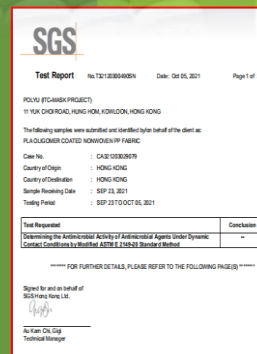 SGS
Test Report No.T32120300490SN Date: Oct 05, 2021 Page 1 of
POLYU (ITC-MASK PROJECT)
11 YUK CHOI ROAD, HUNG HOM, KOWLOON, HONG KONG
The following samples were submitted and identified by/on behalf of the client as:
PLA OLIGOMER COATED NONWOVEN PP FABRIC
Case No. : CA321203029079
Country of Origin : HONG KONG
Country of Destination : HONG KONG
Sample Receiving Date : SEP 23, 2021
Testing Period : SEP 23 TO OCT 05, 2021
Test Requested Conclusion
Determining the Antimicrobial Activity of Antimicrobial Agents Under Dynamic --
Contact Conditions by Modified ASTM E 2149-20 Standard Method
******** FOR FURTHER DETAILS, PLEASE REFER TO THE FOLLOWING PAGE(S) ********
Signed for and on behalf of
SGS Hong Kong Ltd.
Au Kam Chi, Gigi
Technical Manager